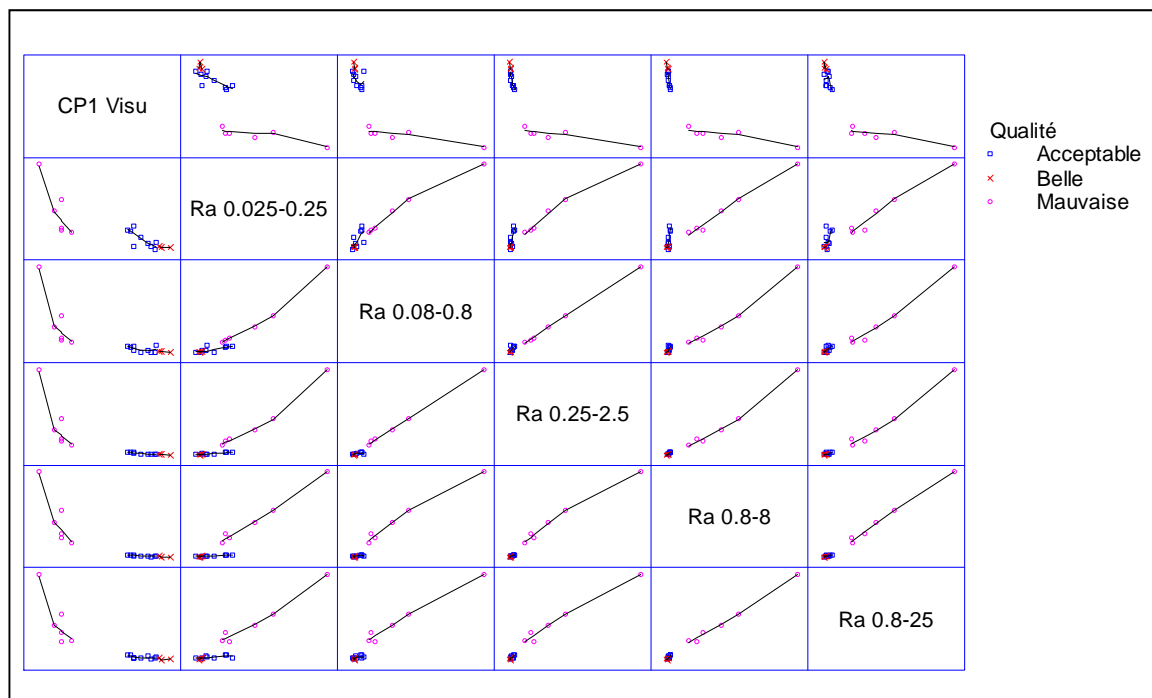 CP1 Visu
Ra 0.025-0.25
Ra 0.08-0.8
Ra 0.25-2.5
Ra 0.8-8
Ra 0.8-25
Qualité
Acceptable
Belle
Mauvaise